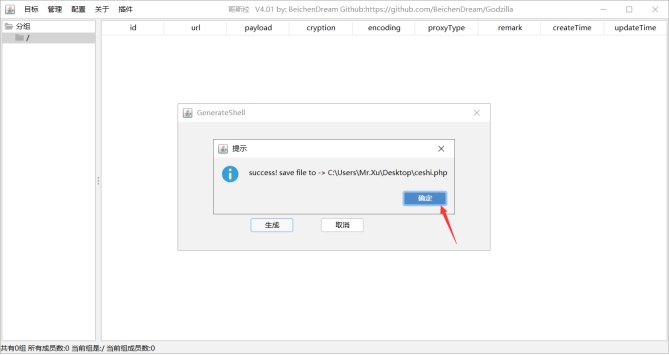 目标 管理 配置 关于 插件 哥斯拉 V4.01 by: BeichenDream Github:https://github.com/BeichenDream/Godzilla
分组
/
id url payload cryption encoding proxyType remark createTime updateTime
GenerateShell
提示
success! save file to -> C:\Users\Mr.Xu\Desktop\ceshi.php
确定
生成 取消
共有0组 所有成员数:0 当前组是:/ 当前组成员数:0